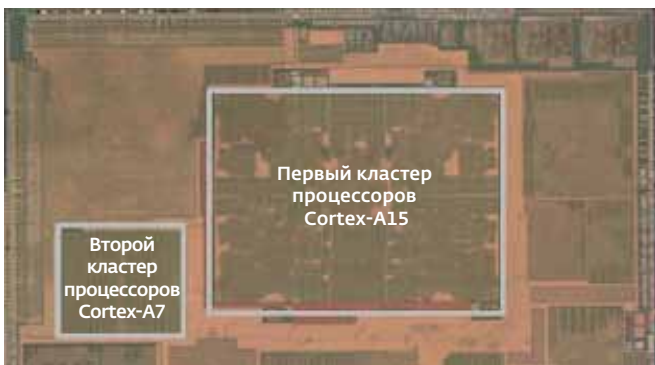 Первый кластер
процессоров
Cortex-A15
Второй
кластер
процессоров
Cortex-A7